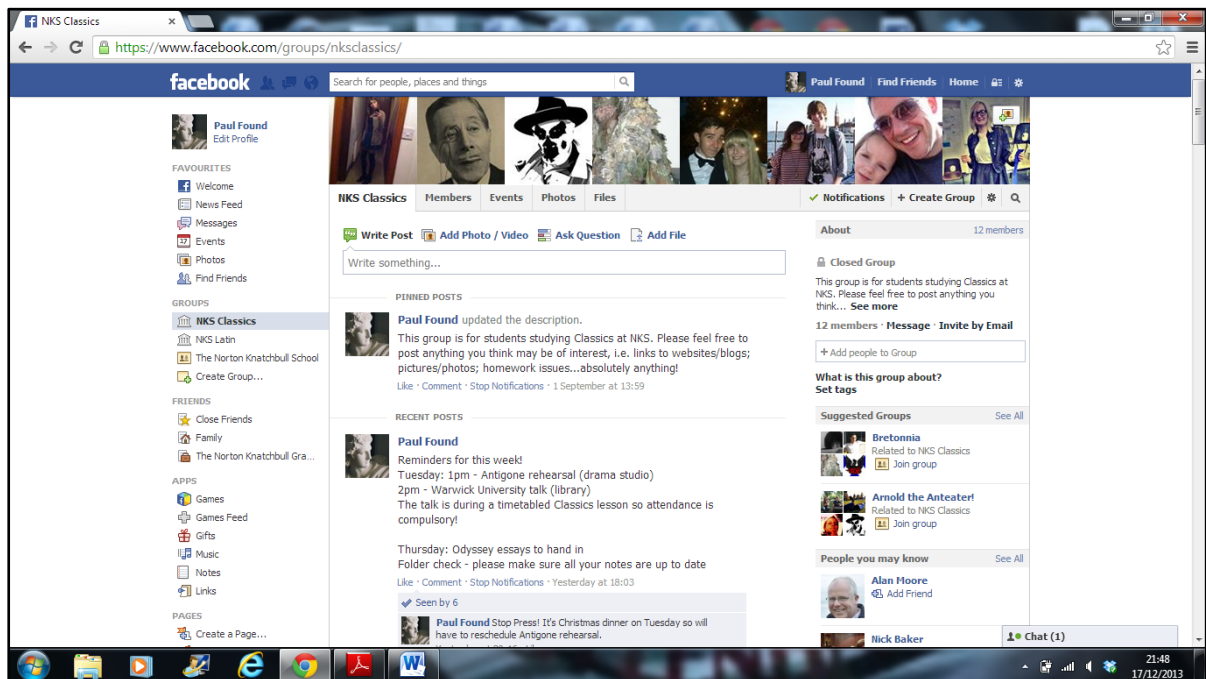 NKS Classics
https://www.facebook.com/groups/nksclassics/
facebook
Search for people, places and things
Paul Found Find Friends Home
Paul Found
Edit Profile
FAVOURITES
Welcome
News Feed
Messages
17 Events
Photos
Find Friends
GROUPS
NKS Classics
NKS Latin
The Norton Knatchbull School
Create Group...
FRIENDS
Close Friends
Family
The Norton Knatchbull Gra...
APPS
Games
Games Feed
Gifts
Music
Notes
Links
PAGES
Create a Page...
NKS Classics Members Events Photos Files
Notifications + Create Group
Write Post Add Photo / Video Ask Question Add File
Write something...
PINNED POSTS
Paul Found updated the description.
This group is for students studying Classics at NKS. Please feel free to
post anything you think may be of interest, i.e. links to websites/blogs;
pictures/photos; homework issues...absolutely anything!
Like · Comment · Stop Notifications · 1 September at 13:59
RECENT POSTS
Paul Found
Reminders for this week!
Tuesday: 1pm - Antigone rehearsal (drama studio)
2pm - Warwick University talk (library)
The talk is during a timetabled Classics lesson so attendance is
compulsory!
Thursday: Odyssey essays to hand in
Folder check - please make sure all your notes are up to date
Like · Comment · Stop Notifications · Yesterday at 18:03
Seen by 6
Paul Found Stop Press! It's Christmas dinner on Tuesday so will
have to reschedule Antigone rehearsal.
About 12 members
Closed Group
This group is for students studying Classics at
NKS. Please feel free to post anything you
think... See more
12 members · Message · Invite by Email
+ Add people to Group
What is this group about?
Set tags
Suggested Groups See All
Bretonnia
Related to NKS Classics
Join group
Arnold the Anteater!
Related to NKS Classics
Join group
People you may know See All
Alan Moore
Add Friend
Nick Baker
Chat (1)
21:48
17/12/2013